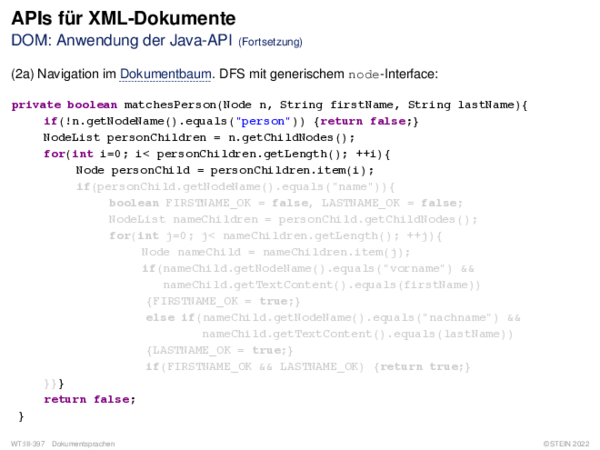 APIs für XML-Dokumente
DOM: Anwendung der Java-API (Fortsetzung)
(2a) Navigation im Dokumentbaum. DFS mit generischem node-Interface:
private boolean matchesPerson(Node n, String firstName, String lastName){
if(!n.getNodeName().equals("person")) {return false;}
NodeList personChildren = n.getChildNodes();
for(int i=0; i< personChildren.getLength(); ++i){
Node personChild = personChildren.item(i);
if(personChild.getNodeName().equals("name")){
boolean FIRSTNAME_OK = false, LASTNAME_OK = false;
NodeList nameChildren = personChild.getChildNodes();
for(int j=0; j< nameChildren.getLength(); ++j){
Node nameChild = nameChildren.item(j);
if(nameChild.getNodeName().equals("vorname") &&
nameChild.getTextContent().equals(firstName))
{FIRSTNAME_OK = true;}
else if(nameChild.getNodeName().equals("nachname") &&
nameChild.getTextContent().equals(lastName))
{LASTNAME_OK = true;}
if(FIRSTNAME_OK && LASTNAME_OK) {return true;}
}}}
return false;
}
WT:III-397 Dokumentsprachen ©STEIN 2022